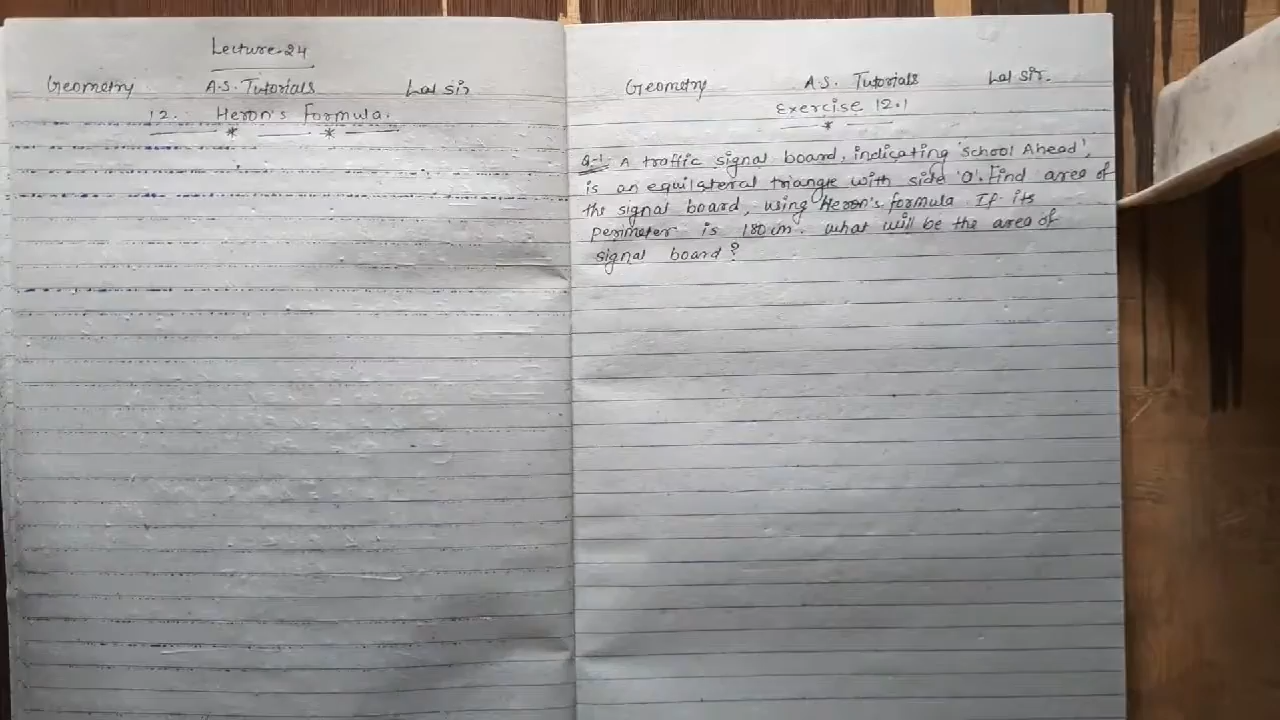 Lecture-24
Geometry A.S. Tutorials Lal sir
12. Heron's Formula.
Geometry A.S. Tutorials Lal sir.
Exercise 12.1
Q-1. A traffic signal board, indicating 'School Ahead',
is an equilateral triangle with side 'a'. Find area of
the signal board, using Heron's formula. If its
perimeter is 180 cm. what will be the area of
signal board?